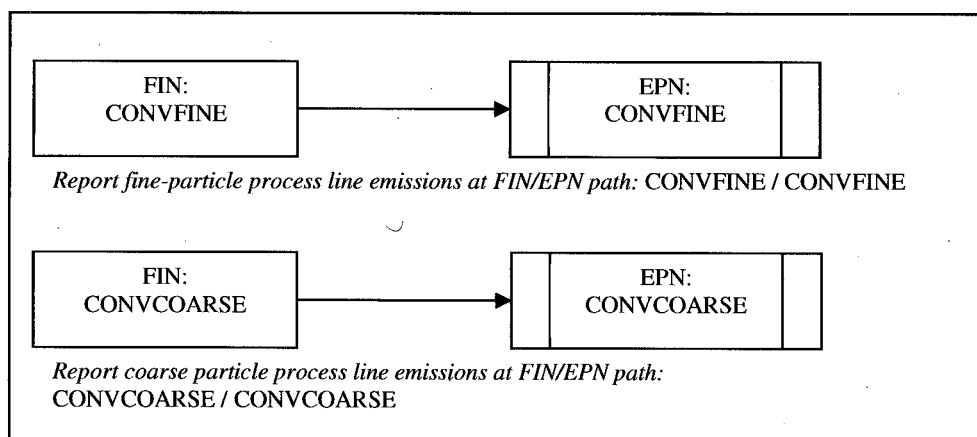 FIN:
CONVFINE
EPN:
CONVFINE
Report fine-particle process line emissions at FIN/EPN path: CONVFINE / CONVFINE
FIN:
CONVCOARSE
EPN:
CONVCOARSE
Report coarse particle process line emissions at FIN/EPN path:
CONVCOARSE / CONVCOARSE